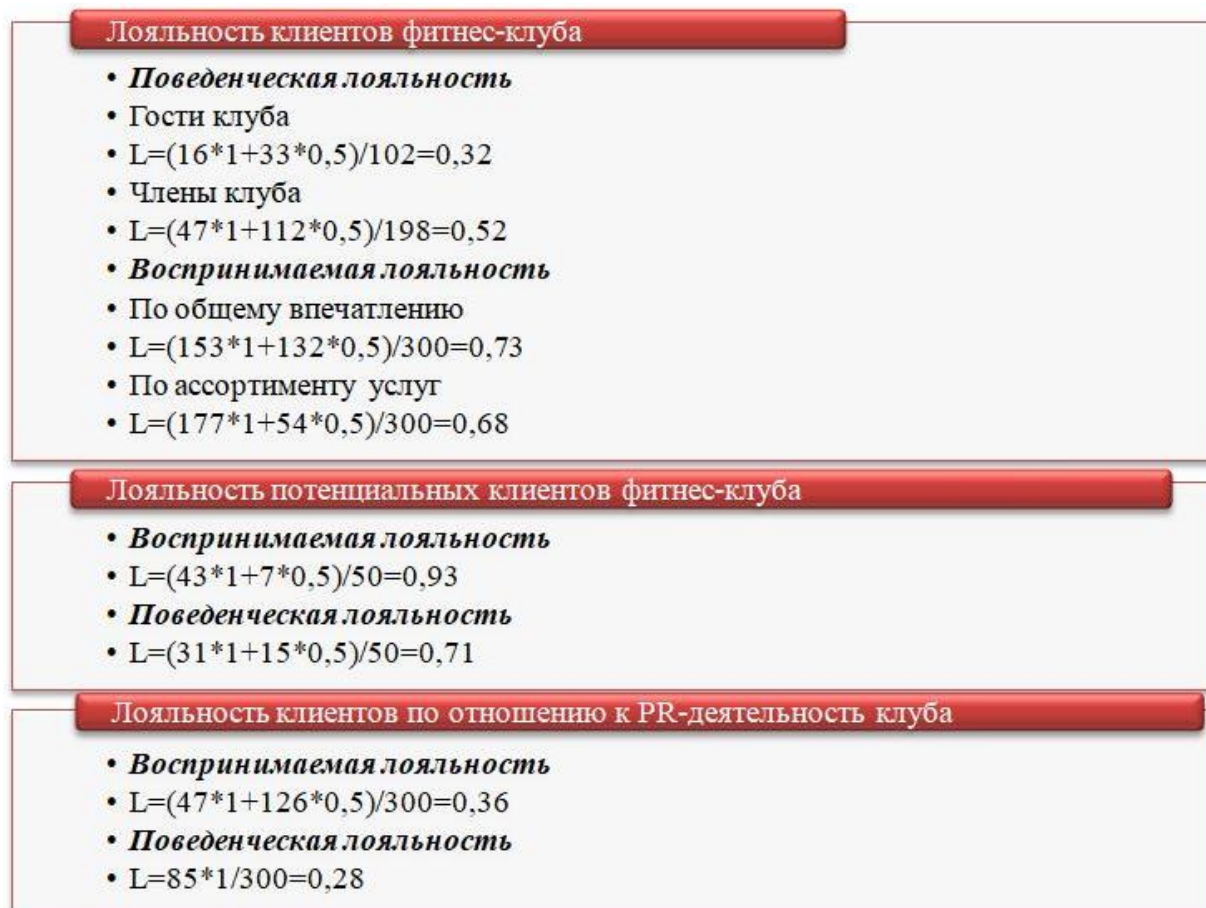 Лояльность клиентов фитнес-клуба
• Поведенческая лояльность
• Гости клуба
• L=(16*1+33*0,5)/102=0,32
• Члены клуба
• L=(47*1+112*0,5)/198=0,52
• Воспринимаемая лояльность
• По общему впечатлению
• L=(153*1+132*0,5)/300=0,73
• По ассортименту услуг
• L=(177*1+54*0,5)/300=0,68
Лояльность потенциальных клиентов фитнес-клуба
• Воспринимаемая лояльность
• L=(43*1+7*0,5)/50=0,93
• Поведенческая лояльность
• L=(31*1+15*0,5)/50=0,71
Лояльность клиентов по отношению к PR-деятельность клуба
• Воспринимаемая лояльность
• L=(47*1+126*0,5)/300=0,36
• Поведенческая лояльность
• L=85*1/300=0,28